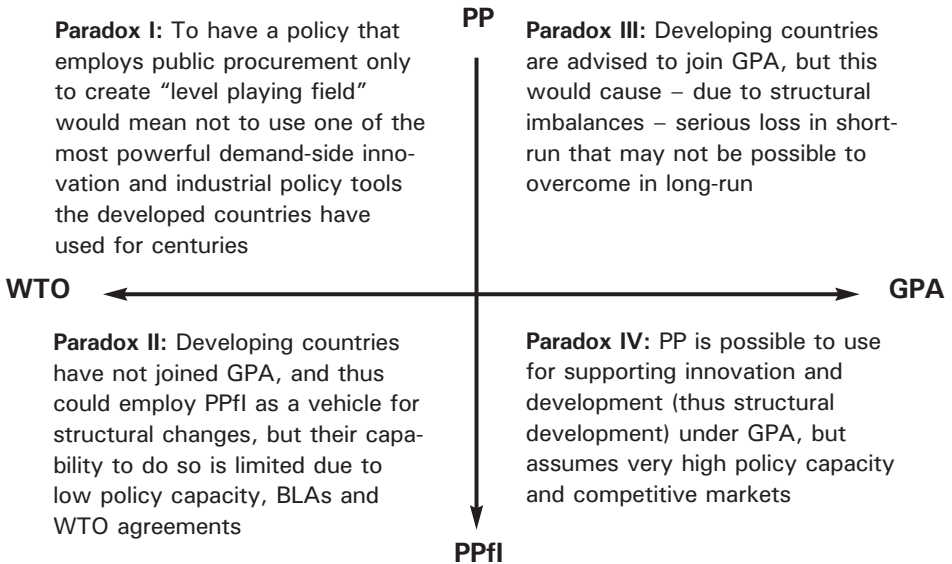 PP
Paradox I: To have a policy that
employs public procurement only
to create “level playing field”
would mean not to use one of the
most powerful demand-side inno-
vation and industrial policy tools
the developed countries have
used for centuries
Paradox III: Developing countries
are advised to join GPA, but this
would cause – due to structural
imbalances – serious loss in short-
run that may not be possible to
overcome in long-run
WTO
GPA
Paradox II: Developing countries
have not joined GPA, and thus
could employ PPfI as a vehicle for
structural changes, but their capa-
bility to do so is limited due to
low policy capacity, BLAs and
WTO agreements
Paradox IV: PP is possible to use
for supporting innovation and
development (thus structural
development) under GPA, but
assumes very high policy capacity
and competitive markets
PPfI